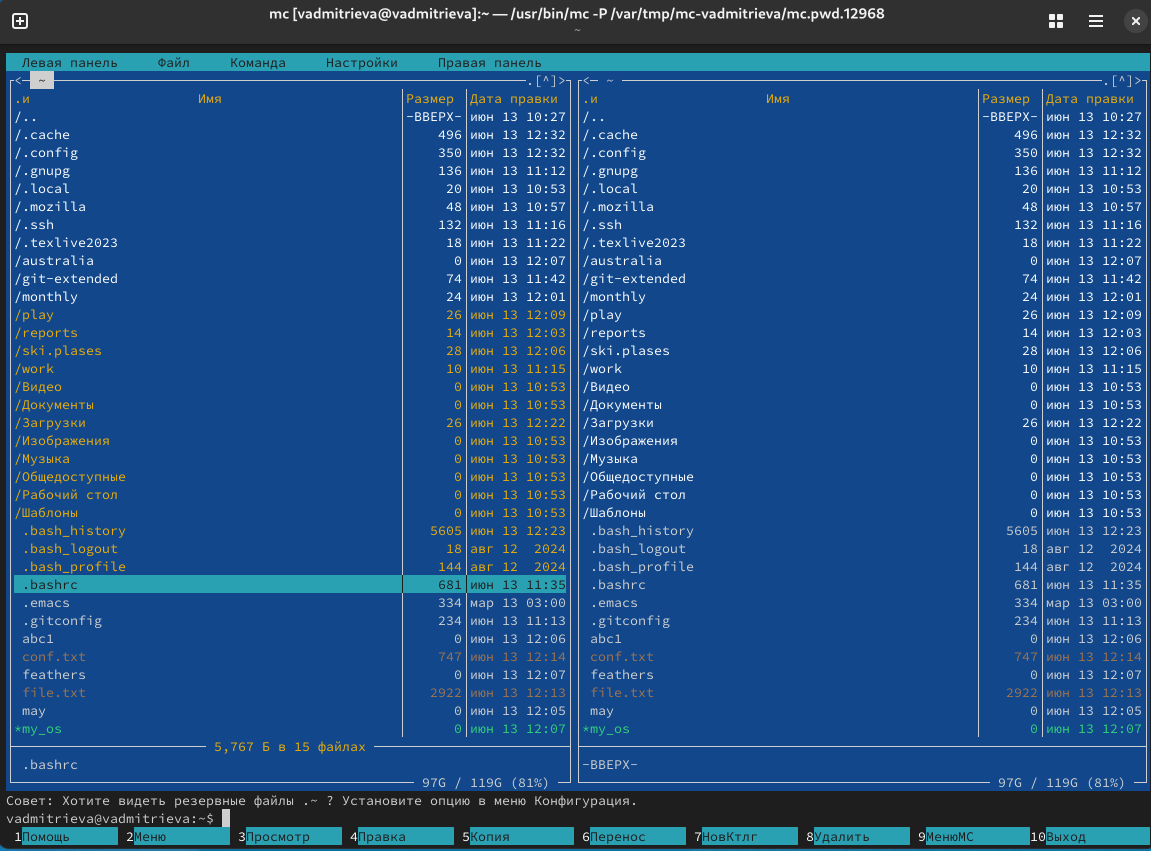 mc [vadmitrieva@vadmitrieva]:~ — /usr/bin/mc -P /var/tmp/mc-vadmitrieva/mc.pwd.12968
~
Левая панель Файл Команда Настройки Правая панель
<─ ~ .[^]> <─ ~ .[^]>
.и Имя Размер Дата правки .и Имя Размер Дата правки
/.. -ВВЕРХ- июн 13 10:27 /.. -ВВЕРХ- июн 13 10:27
/.cache 496 июн 13 12:32 /.cache 496 июн 13 12:32
/.config 350 июн 13 12:32 /.config 350 июн 13 12:32
/.gnupg 136 июн 13 11:12 /.gnupg 136 июн 13 11:12
/.local 20 июн 13 10:53 /.local 20 июн 13 10:53
/.mozilla 48 июн 13 10:57 /.mozilla 48 июн 13 10:57
/.ssh 132 июн 13 11:16 /.ssh 132 июн 13 11:16
/.texlive2023 18 июн 13 11:22 /.texlive2023 18 июн 13 11:22
/australia 0 июн 13 12:07 /australia 0 июн 13 12:07
/git-extended 74 июн 13 11:42 /git-extended 74 июн 13 11:42
/monthly 24 июн 13 12:01 /monthly 24 июн 13 12:01
/play 26 июн 13 12:09 /play 26 июн 13 12:09
/reports 14 июн 13 12:03 /reports 14 июн 13 12:03
/ski.plases 28 июн 13 12:06 /ski.plases 28 июн 13 12:06
/work 10 июн 13 11:15 /work 10 июн 13 11:15
/Видео 0 июн 13 10:53 /Видео 0 июн 13 10:53
/Документы 0 июн 13 10:53 /Документы 0 июн 13 10:53
/Загрузки 26 июн 13 12:22 /Загрузки 26 июн 13 12:22
/Изображения 0 июн 13 10:53 /Изображения 0 июн 13 10:53
/Музыка 0 июн 13 10:53 /Музыка 0 июн 13 10:53
/Общедоступные 0 июн 13 10:53 /Общедоступные 0 июн 13 10:53
/Рабочий стол 0 июн 13 10:53 /Рабочий стол 0 июн 13 10:53
/Шаблоны 0 июн 13 10:53 /Шаблоны 0 июн 13 10:53
.bash_history 5605 июн 13 12:23 .bash_history 5605 июн 13 12:23
.bash_logout 18 авг 12 2024 .bash_logout 18 авг 12 2024
.bash_profile 144 авг 12 2024 .bash_profile 144 авг 12 2024
.bashrc 681 июн 13 11:35 .bashrc 681 июн 13 11:35
.emacs 334 мар 13 03:00 .emacs 334 мар 13 03:00
.gitconfig 234 июн 13 11:13 .gitconfig 234 июн 13 11:13
abc1 0 июн 13 12:06 abc1 0 июн 13 12:06
conf.txt 747 июн 13 12:14 conf.txt 747 июн 13 12:14
feathers 0 июн 13 12:07 feathers 0 июн 13 12:07
file.txt 2922 июн 13 12:13 file.txt 2922 июн 13 12:13
may 0 июн 13 12:05 may 0 июн 13 12:05
*my_os 0 июн 13 12:07 *my_os 0 июн 13 12:07
5,767 Б в 15 файлах
.bashrc -ВВЕРХ-
97G / 119G (81%) 97G / 119G (81%)
Совет: Хотите видеть резервные файлы .~ ? Установите опцию в меню Конфигурация.
vadmitrieva@vadmitrieva:~$
1Помощь 2Меню 3Просмотр 4Правка 5Копия 6Перенос 7НовКтлг 8Удалить 9МенюMC 10Выход